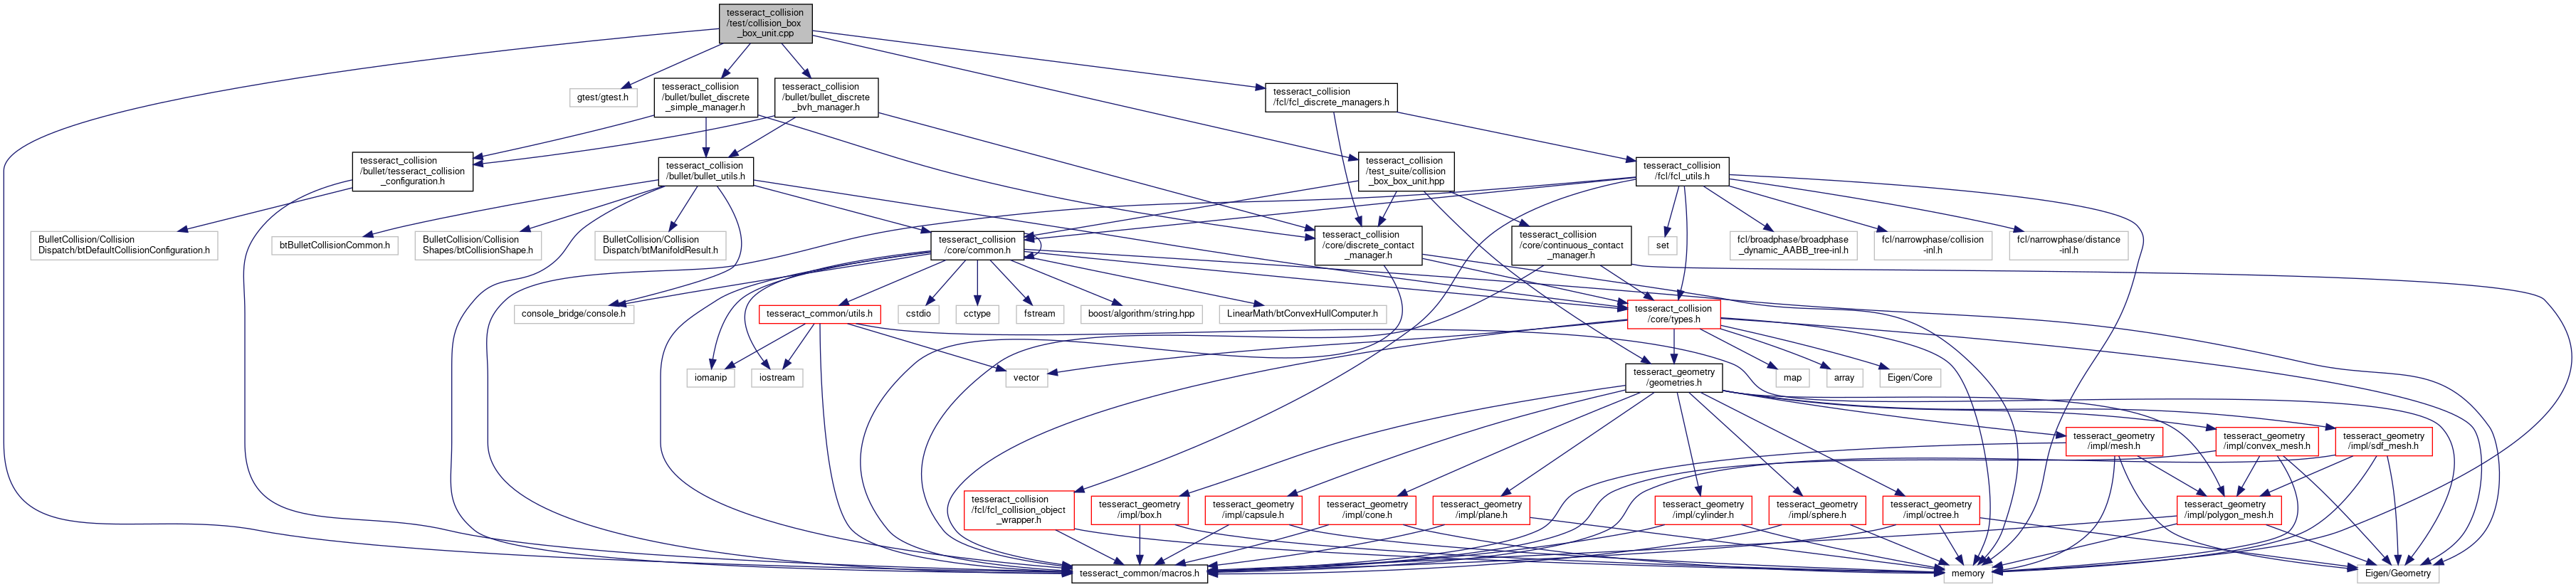 tesseract_collision
/test/collision_box
_box_unit.cpp
gtest/gtest.h
tesseract_collision
/bullet/bullet_discrete
_simple_manager.h
tesseract_collision
/bullet/bullet_discrete
_bvh_manager.h
tesseract_collision
/fcl/fcl_discrete_managers.h
tesseract_collision
/bullet/tesseract_collision
_configuration.h
tesseract_collision
/bullet/bullet_utils.h
tesseract_collision
/test_suite/collision
_box_box_unit.hpp
tesseract_collision
/fcl/fcl_utils.h
BulletCollision/Collision
Dispatch/btDefaultCollisionConfiguration.h
btBulletCollisionCommon.h
BulletCollision/Collision
Shapes/btCollisionShape.h
BulletCollision/Collision
Dispatch/btManifoldResult.h
tesseract_collision
/core/common.h
tesseract_collision
/core/discrete_contact
_manager.h
tesseract_collision
/core/continuous_contact
_manager.h
set
fcl/broadphase/broadphase
_dynamic_AABB_tree-inl.h
fcl/narrowphase/collision
-inl.h
fcl/narrowphase/distance
-inl.h
console_bridge/console.h
tesseract_common/utils.h
cstdio
cctype
fstream
boost/algorithm/string.hpp
LinearMath/btConvexHullComputer.h
tesseract_collision
/core/types.h
iomanip
iostream
vector
tesseract_geometry
/geometries.h
map
array
Eigen/Core
tesseract_geometry
/impl/mesh.h
tesseract_geometry
/impl/convex_mesh.h
tesseract_geometry
/impl/sdf_mesh.h
tesseract_collision
/fcl/fcl_collision_object
_wrapper.h
tesseract_geometry
/impl/box.h
tesseract_geometry
/impl/capsule.h
tesseract_geometry
/impl/cone.h
tesseract_geometry
/impl/plane.h
tesseract_geometry
/impl/cylinder.h
tesseract_geometry
/impl/sphere.h
tesseract_geometry
/impl/octree.h
tesseract_geometry
/impl/polygon_mesh.h
tesseract_common/macros.h
memory
Eigen/Geometry